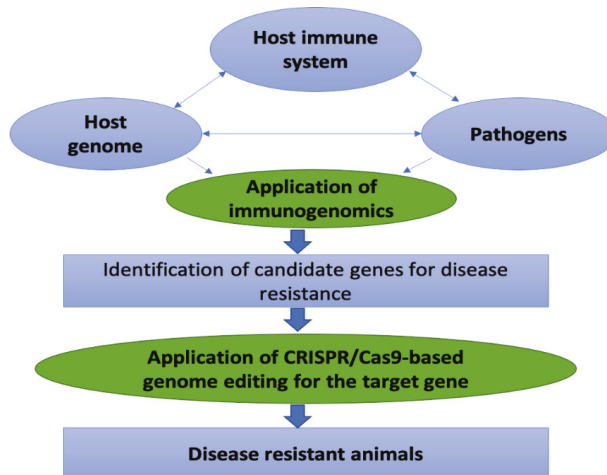 Host immune
system
Host
genome
Pathogens
Application of
immunogenomics
Identification of candidate genes for disease
resistance
Application of CRISPR/Cas9-based
genome editing for the target gene
Disease resistant animals